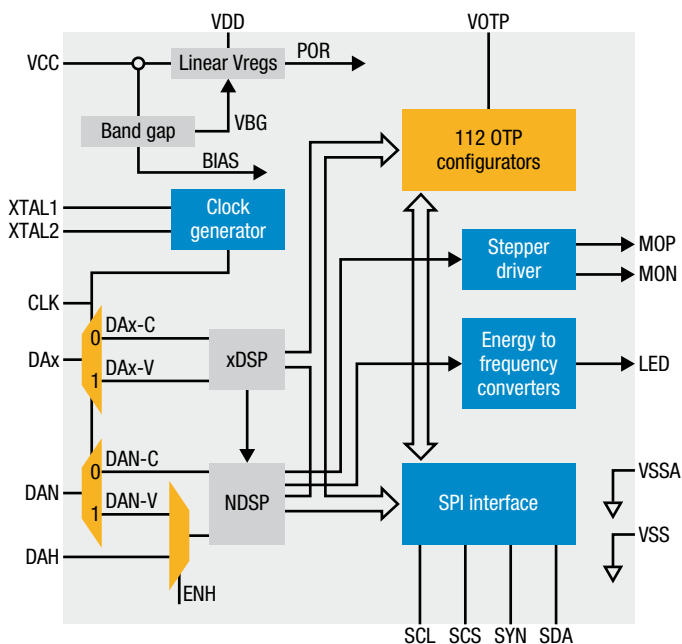 VDD
VOTP
VCC
Linear Vregs
POR
Band gap
VBG
BIAS
112 OTP
configurators
XTAL1
XTAL2
Clock
generator
Stepper
driver
MOP
MON
CLK
DAx
0
1
DAx-C
DAx-V
xDSP
Energy to
frequency
converters
LED
DAN
0
1
DAN-C
DAN-V
NDSP
SPI interface
VSSA
VSS
DAH
ENH
SCL
SCS
SYN
SDA